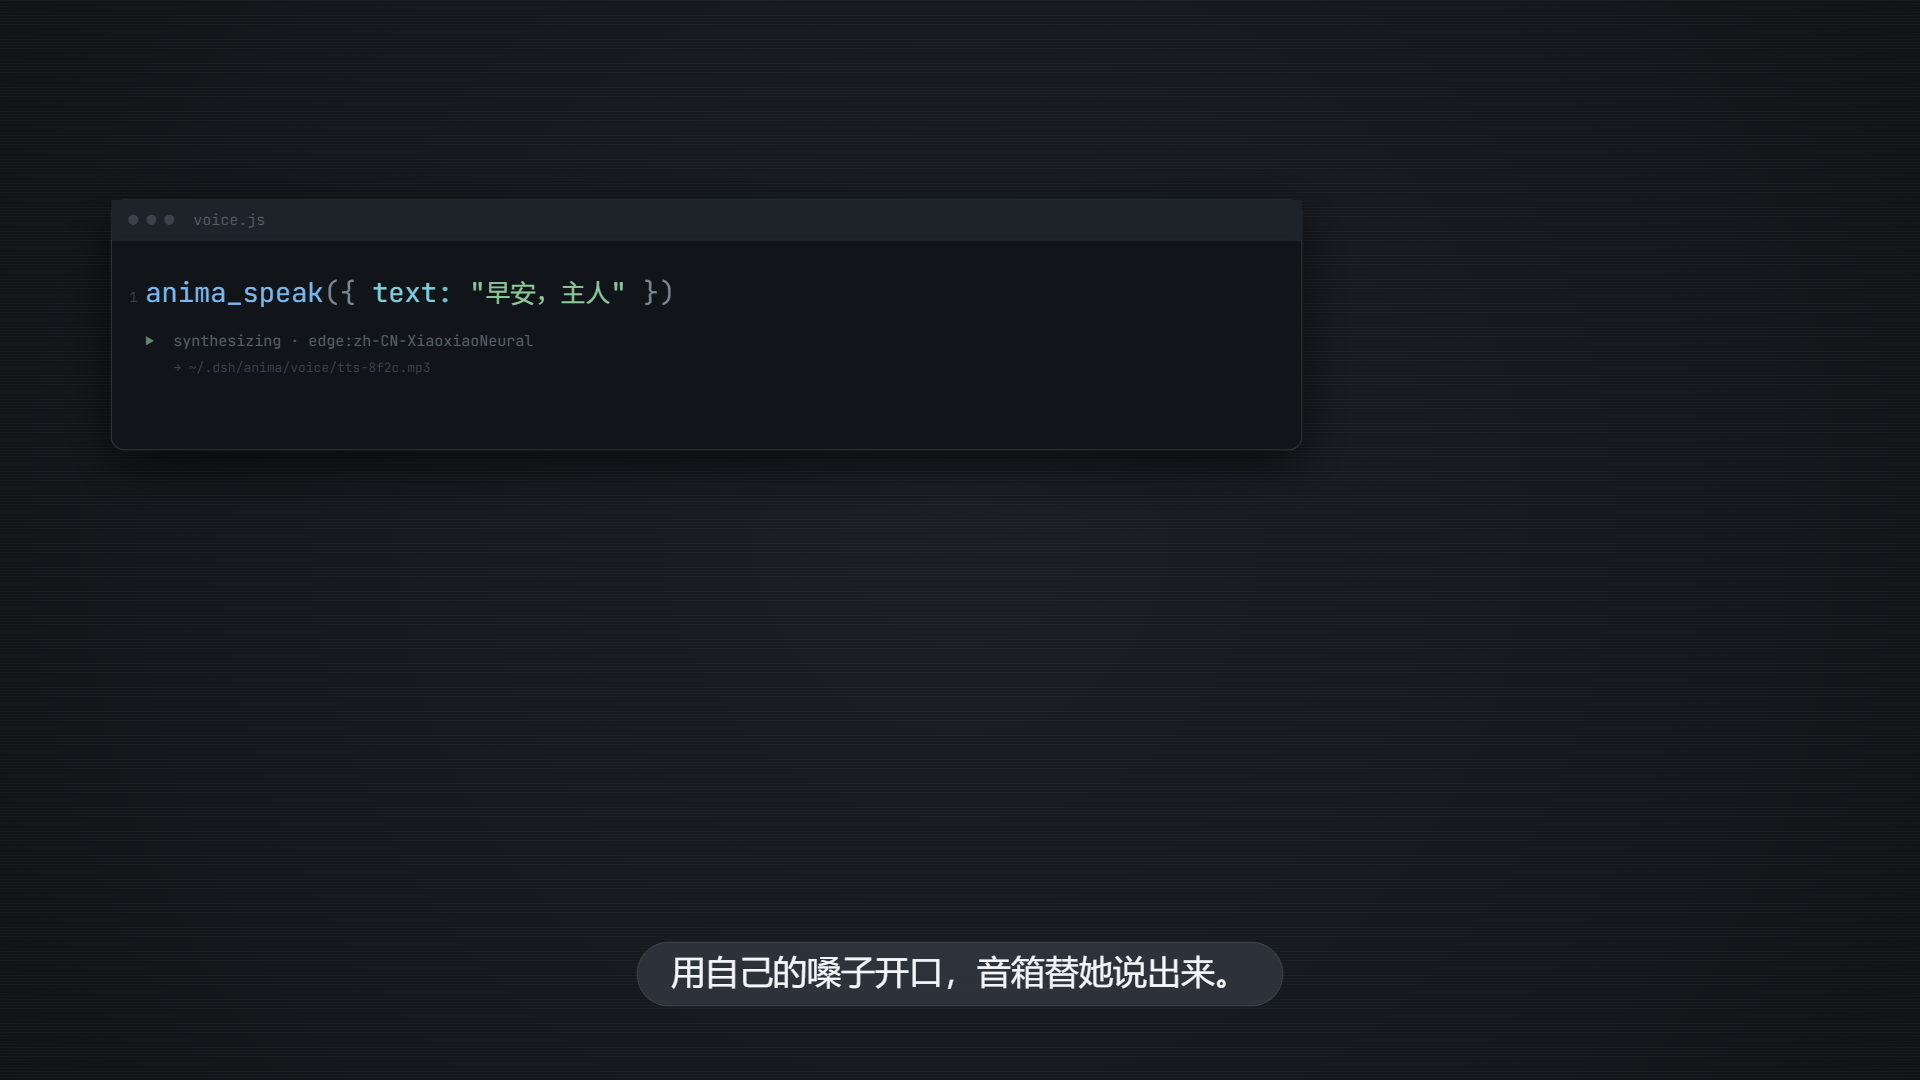 voice.js
1 anima_speak({ text: "早安，主人" })
▶ synthesizing · edge:zh-CN-XiaoxiaoNeural
→ ~/.dsh/anima/voice/tts-8f2c.mp3
用自己的嗓子开口，音箱替她说出来。